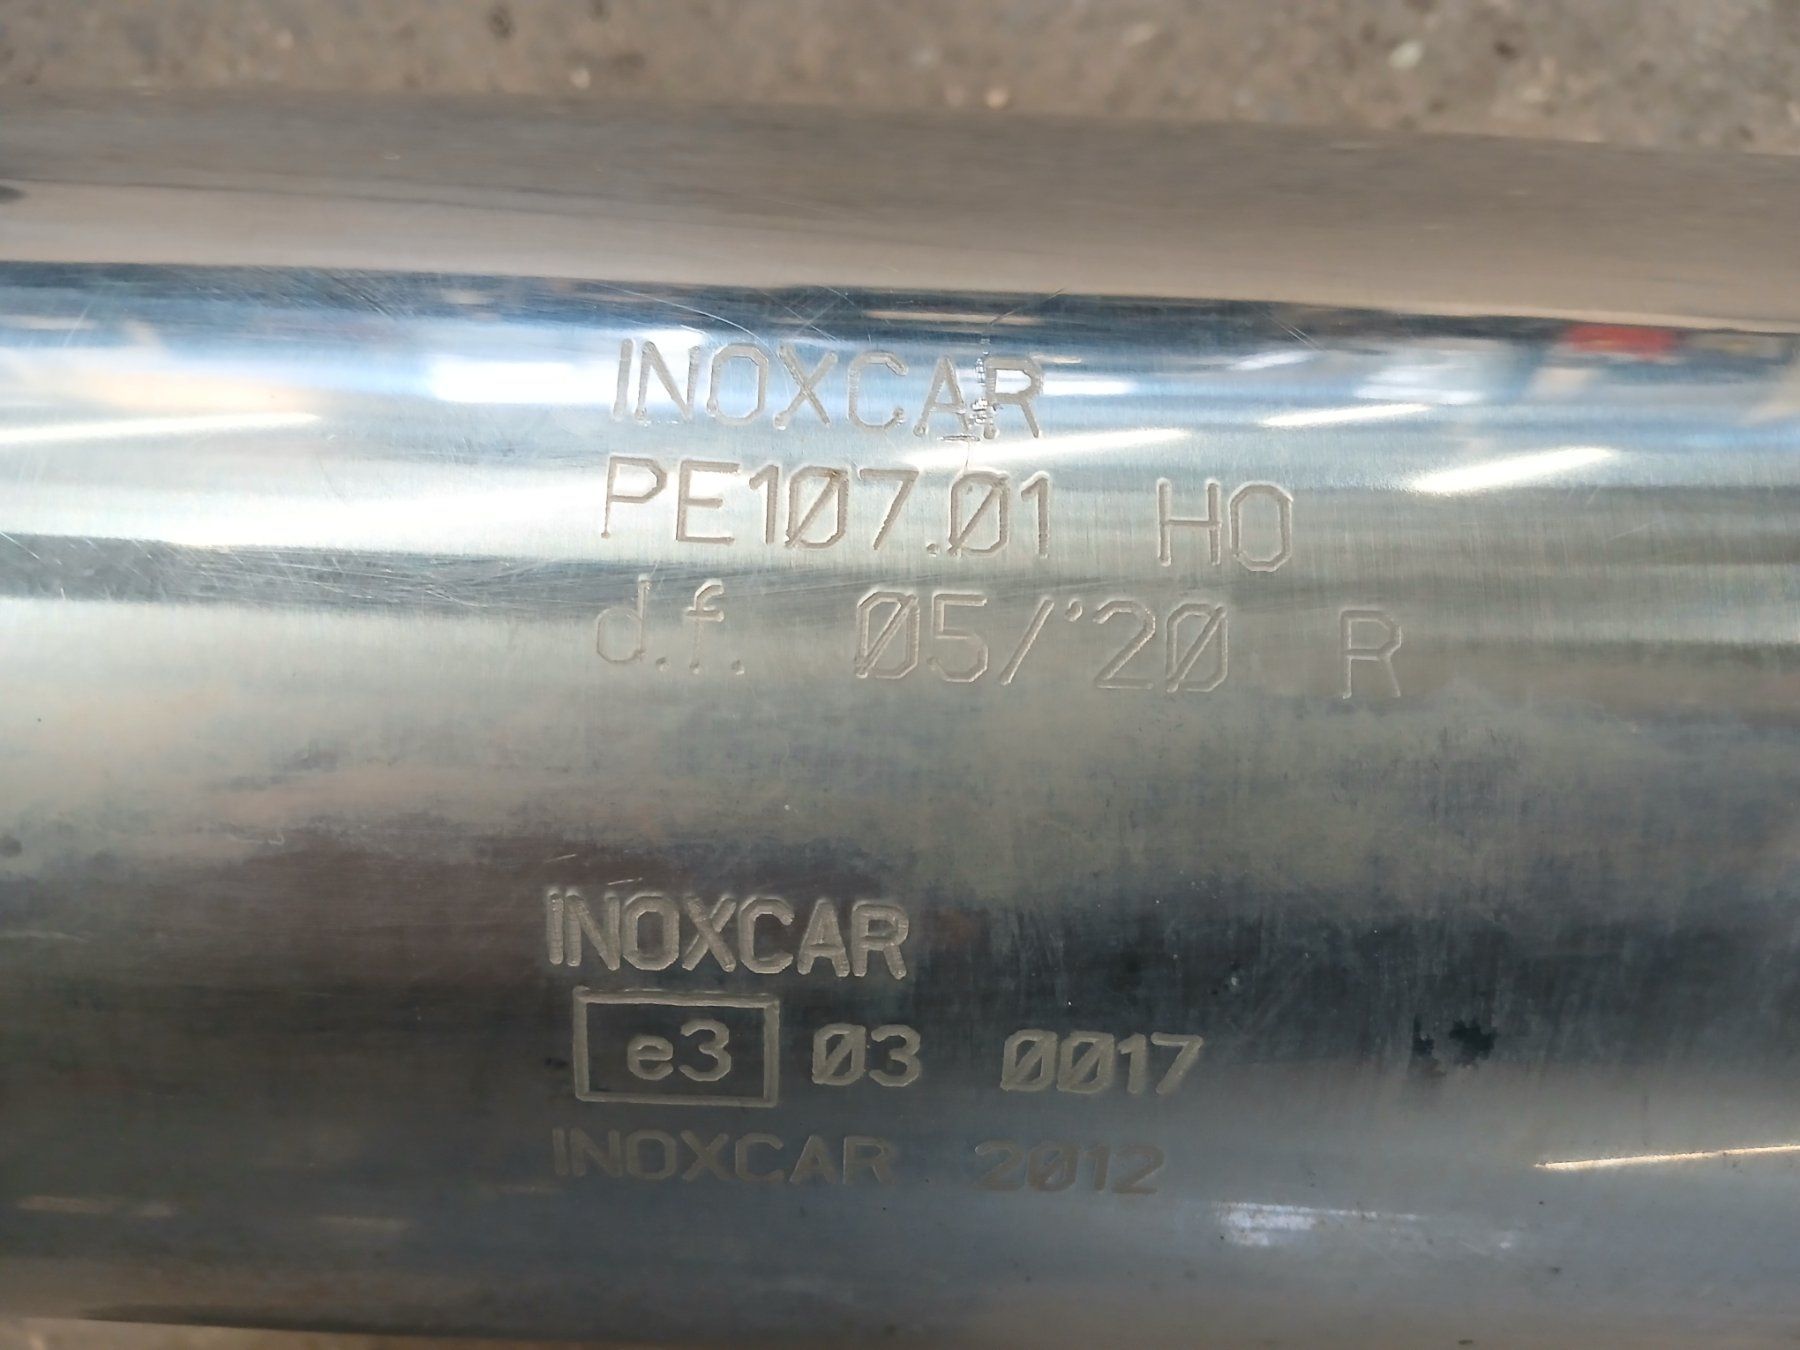 INOXCAR
PE107.01 HO
d.f. 05/'20 R
INOXCAR
e3 03 0017
INOXCAR 2012